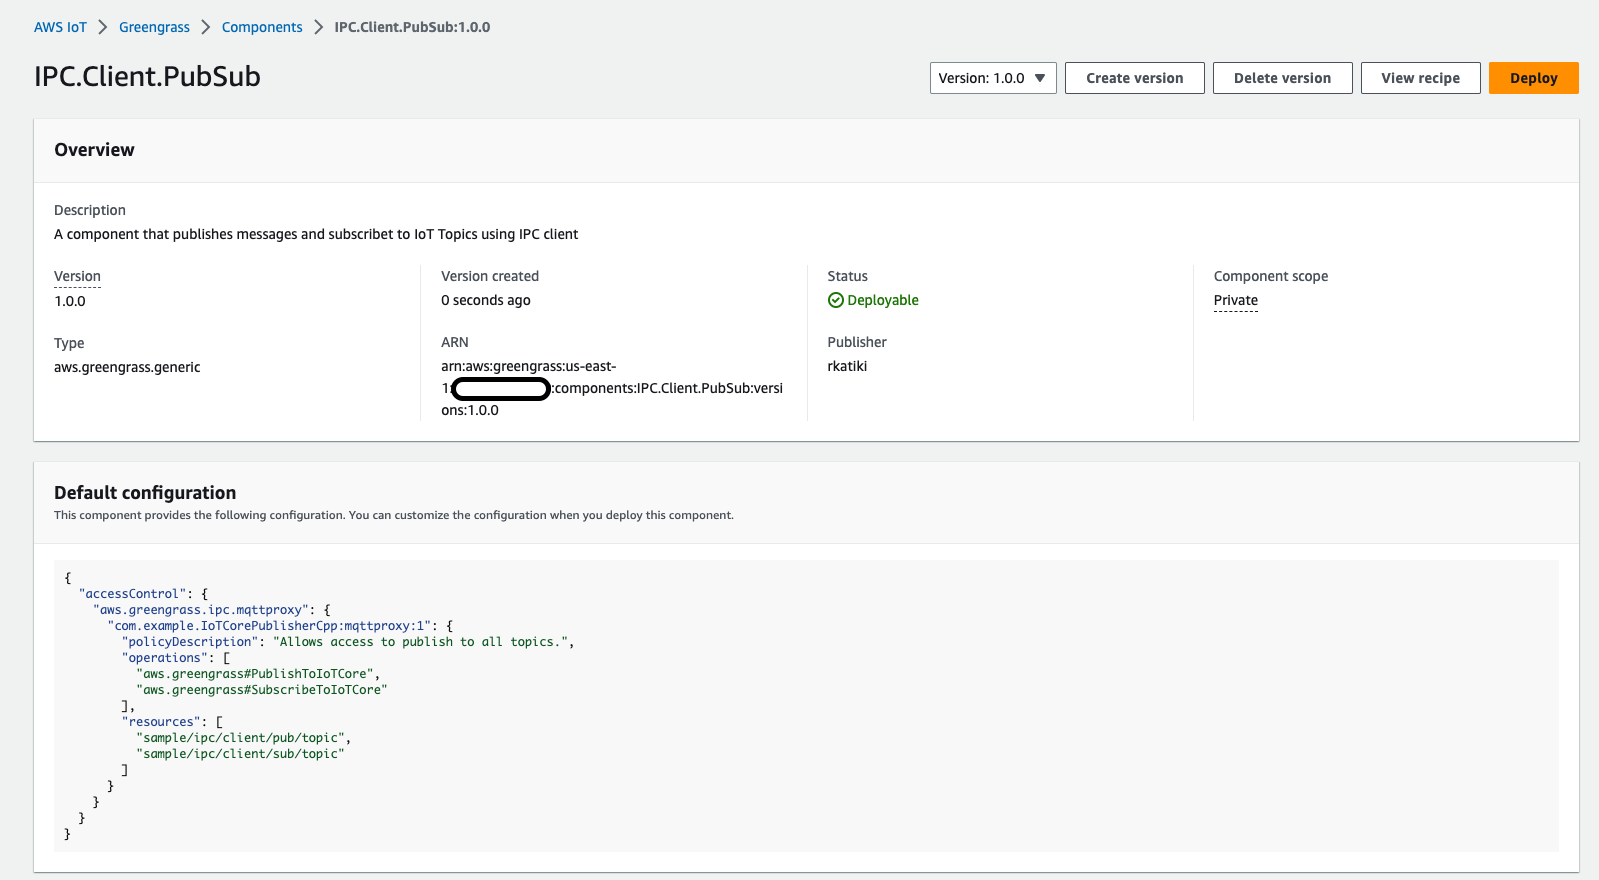 AWS IoT > Greengrass > Components > IPC.Client.PubSub:1.0.0
IPC.Client.PubSub
Version: 1.0.0 ▼ Create version Delete version View recipe Deploy
Overview
Description
A component that publishes messages and subscribet to IoT Topics using IPC client
Version
1.0.0
Type
aws.greengrass.generic
Version created
0 seconds ago
ARN
arn:aws:greengrass:us-east-
1: :components:IPC.Client.PubSub:versi
ons:1.0.0
Status
Deployable
Publisher
rkatiki
Component scope
Private
Default configuration
This component provides the following configuration. You can customize the configuration when you deploy this component.
{
  "accessControl": {
    "aws.greengrass.ipc.mqttproxy": {
      "com.example.IoTCorePublisherCpp:mqttproxy:1": {
        "policyDescription": "Allows access to publish to all topics.",
        "operations": [
          "aws.greengrass#PublishToIoTCore",
          "aws.greengrass#SubscribeToIoTCore"
        ],
        "resources": [
          "sample/ipc/client/pub/topic",
          "sample/ipc/client/sub/topic"
        ]
      }
    }
  }
}